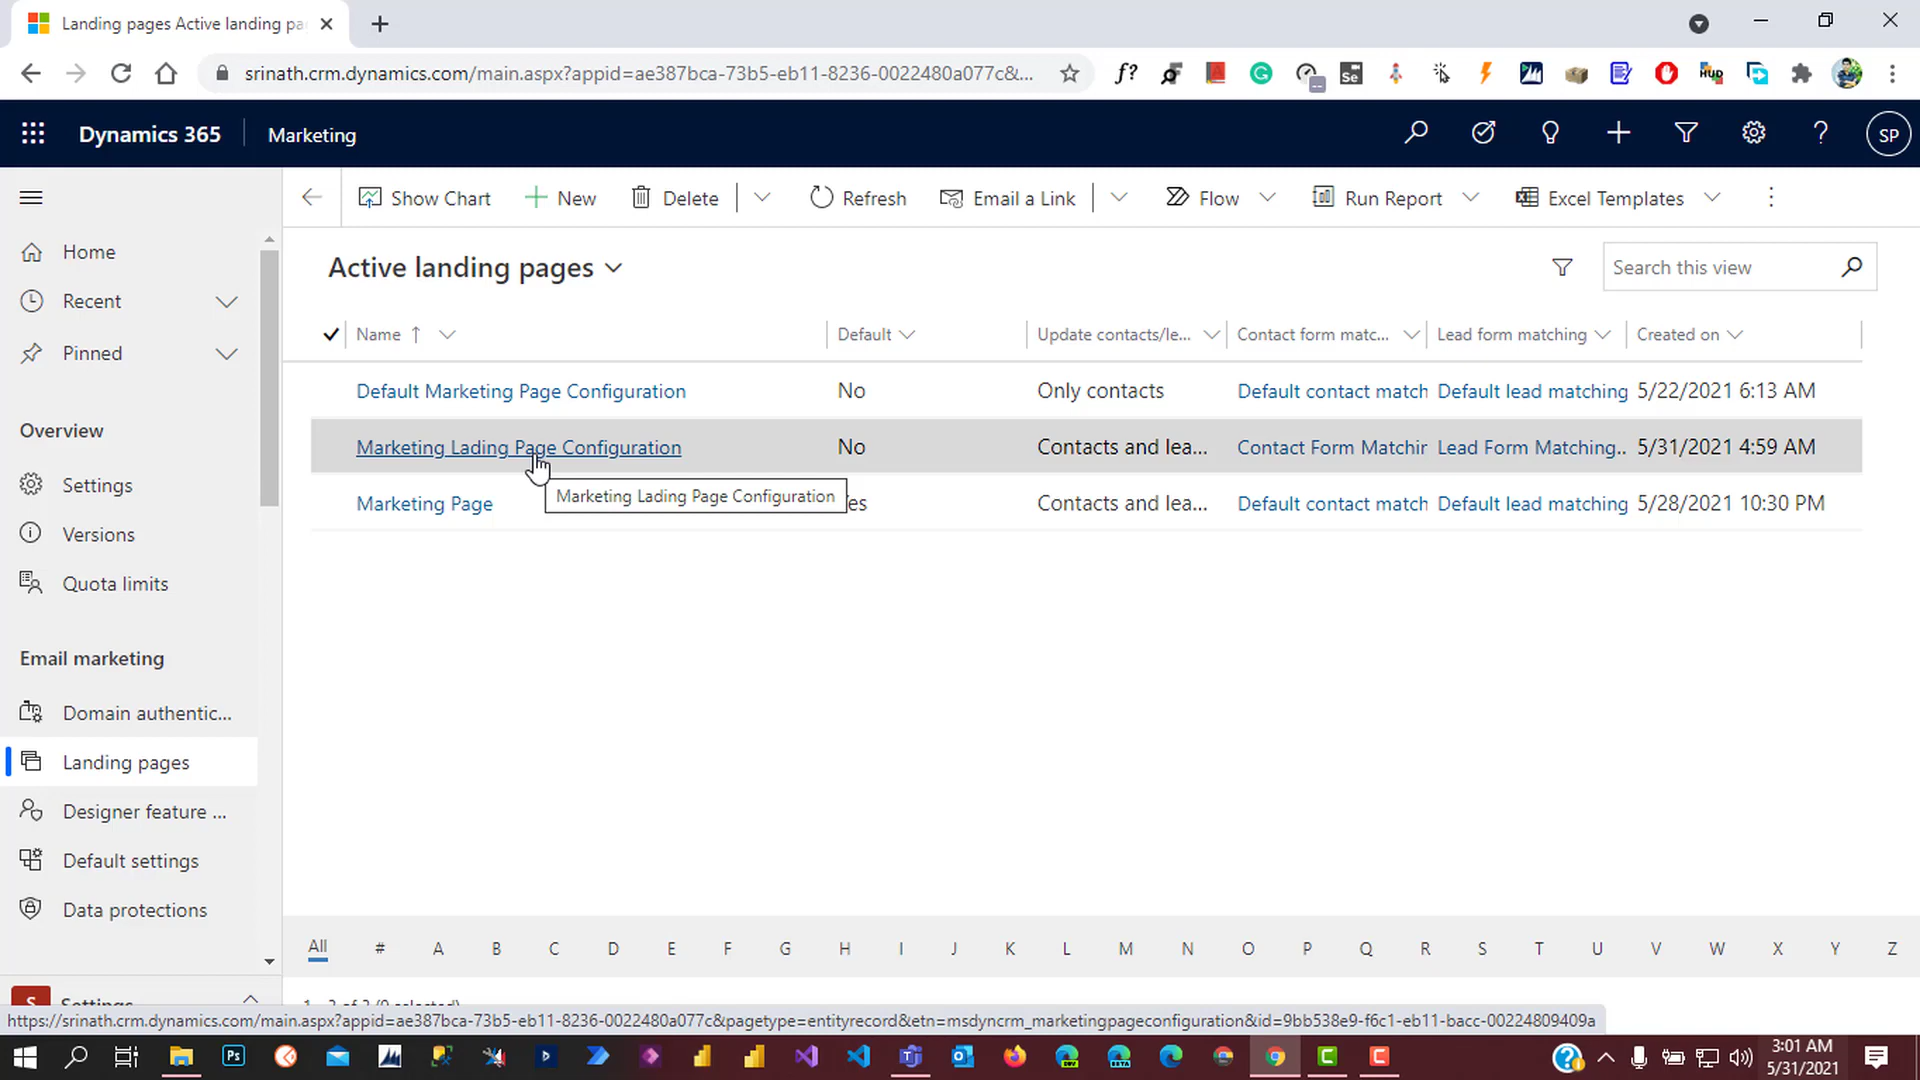 Landing pages Active landing pa
srinath.crm.dynamics.com/main.aspx?appid=ae387bca-73b5-eb11-8236-0022480a077c&...
f?
Se
HUD
Dynamics 365
Marketing
SP
Show Chart
New
Delete
Refresh
Email a Link
Flow
Run Report
Excel Templates
Home
Recent
Pinned
Overview
Settings
Versions
Quota limits
Email marketing
Domain authentic...
Landing pages
Designer feature ...
Default settings
Data protections
Settings
Active landing pages
Search this view
Name ↑ Default Update contacts/le... Contact form matc... Lead form matching Created on
Default Marketing Page Configuration No Only contacts Default contact match Default lead matching 5/22/2021 6:13 AM
Marketing Lading Page Configuration No Contacts and lea... Contact Form Matchir Lead Form Matching.. 5/31/2021 4:59 AM
Marketing Lading Page Configuration
Marketing Page es Contacts and lea... Default contact match Default lead matching 5/28/2021 10:30 PM
All # A B C D E F G H I J K L M N O P Q R S T U V W X Y Z
https://srinath.crm.dynamics.com/main.aspx?appid=ae387bca-73b5-eb11-8236-0022480a077c&pagetype=entityrecord&etn=msdyncrm_marketingpageconfiguration&id=9bb538e9-f6c1-eb11-bacc-00224809409a
Ps
3:01 AM
5/31/2021